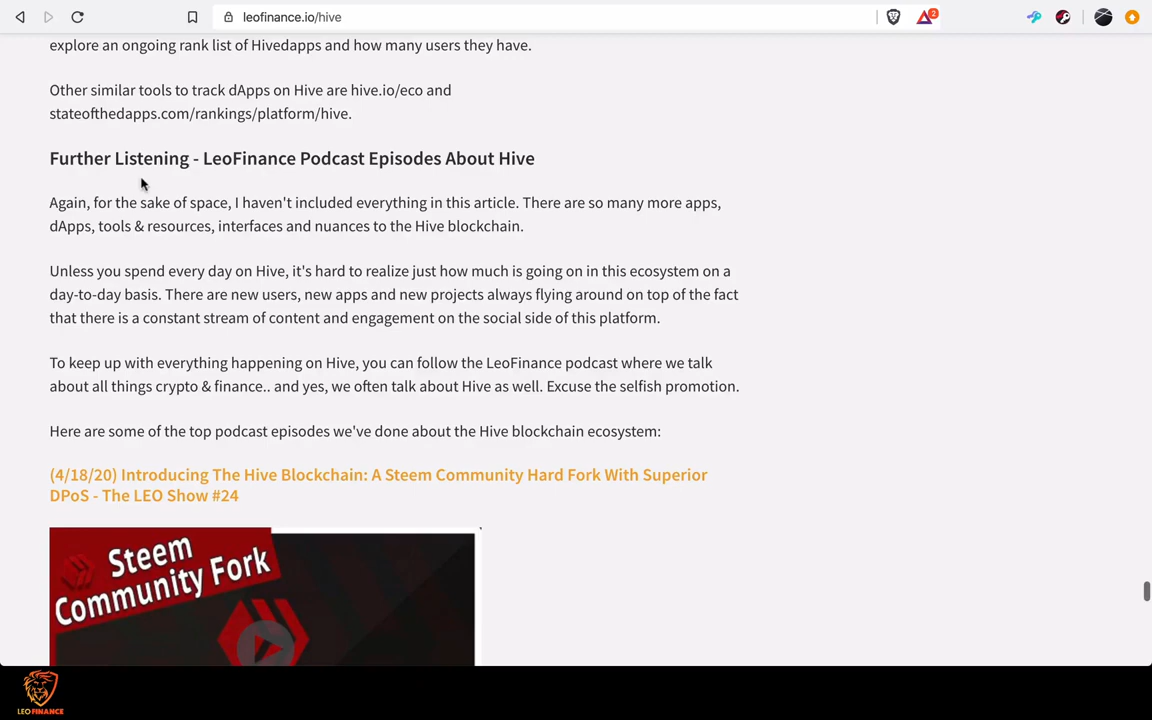 leofinance.io/hive
2
explore an ongoing rank list of Hivedapps and how many users they have.
Other similar tools to track dApps on Hive are hive.io/eco and
stateofthedapps.com/rankings/platform/hive.
Further Listening - LeoFinance Podcast Episodes About Hive
Again, for the sake of space, I haven't included everything in this article. There are so many more apps,
dApps, tools & resources, interfaces and nuances to the Hive blockchain.
Unless you spend every day on Hive, it's hard to realize just how much is going on in this ecosystem on a
day-to-day basis. There are new users, new apps and new projects always flying around on top of the fact
that there is a constant stream of content and engagement on the social side of this platform.
To keep up with everything happening on Hive, you can follow the LeoFinance podcast where we talk
about all things crypto & finance.. and yes, we often talk about Hive as well. Excuse the selfish promotion.
Here are some of the top podcast episodes we've done about the Hive blockchain ecosystem:
(4/18/20) Introducing The Hive Blockchain: A Steem Community Hard Fork With Superior
DPoS - The LEO Show #24
Steem
Community Fork
LEOFINANCE